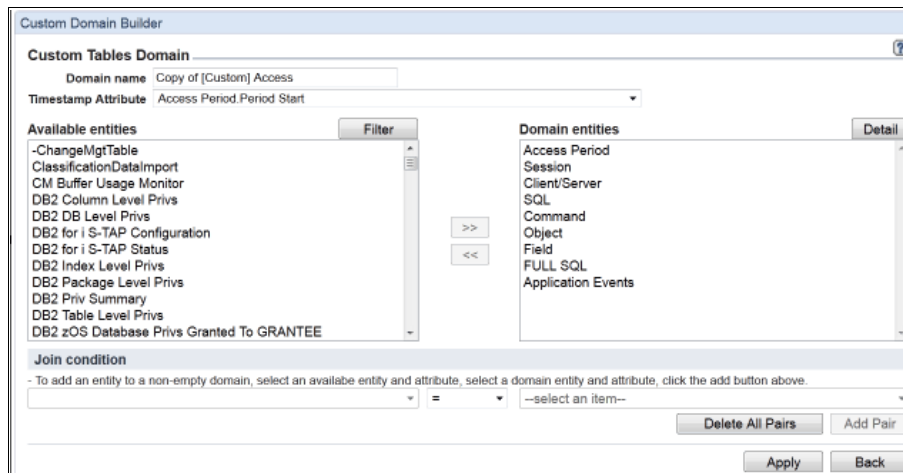 Custom Domain Builder
Custom Tables Domain
?
Domain name Copy of [Custom] Access
Timestamp Attribute Access Period.Period Start
Available entities Filter
-ChangeMgtTable
ClassificationDataImport
CM Buffer Usage Monitor
DB2 Column Level Privs
DB2 DB Level Privs
DB2 for i S-TAP Configuration
DB2 for i S-TAP Status
DB2 Index Level Privs
DB2 Package Level Privs
DB2 Priv Summary
DB2 Table Level Privs
DB2 zOS Database Privs Granted To GRANTEE
>>
<<
Domain entities Detail
Access Period
Session
Client/Server
SQL
Command
Object
Field
FULL SQL
Application Events
Join condition
- To add an entity to a non-empty domain, select an availabe entity and attribute, select a domain entity and attribute, click the add button above.
= --select an item--
Delete All Pairs Add Pair
Apply Back